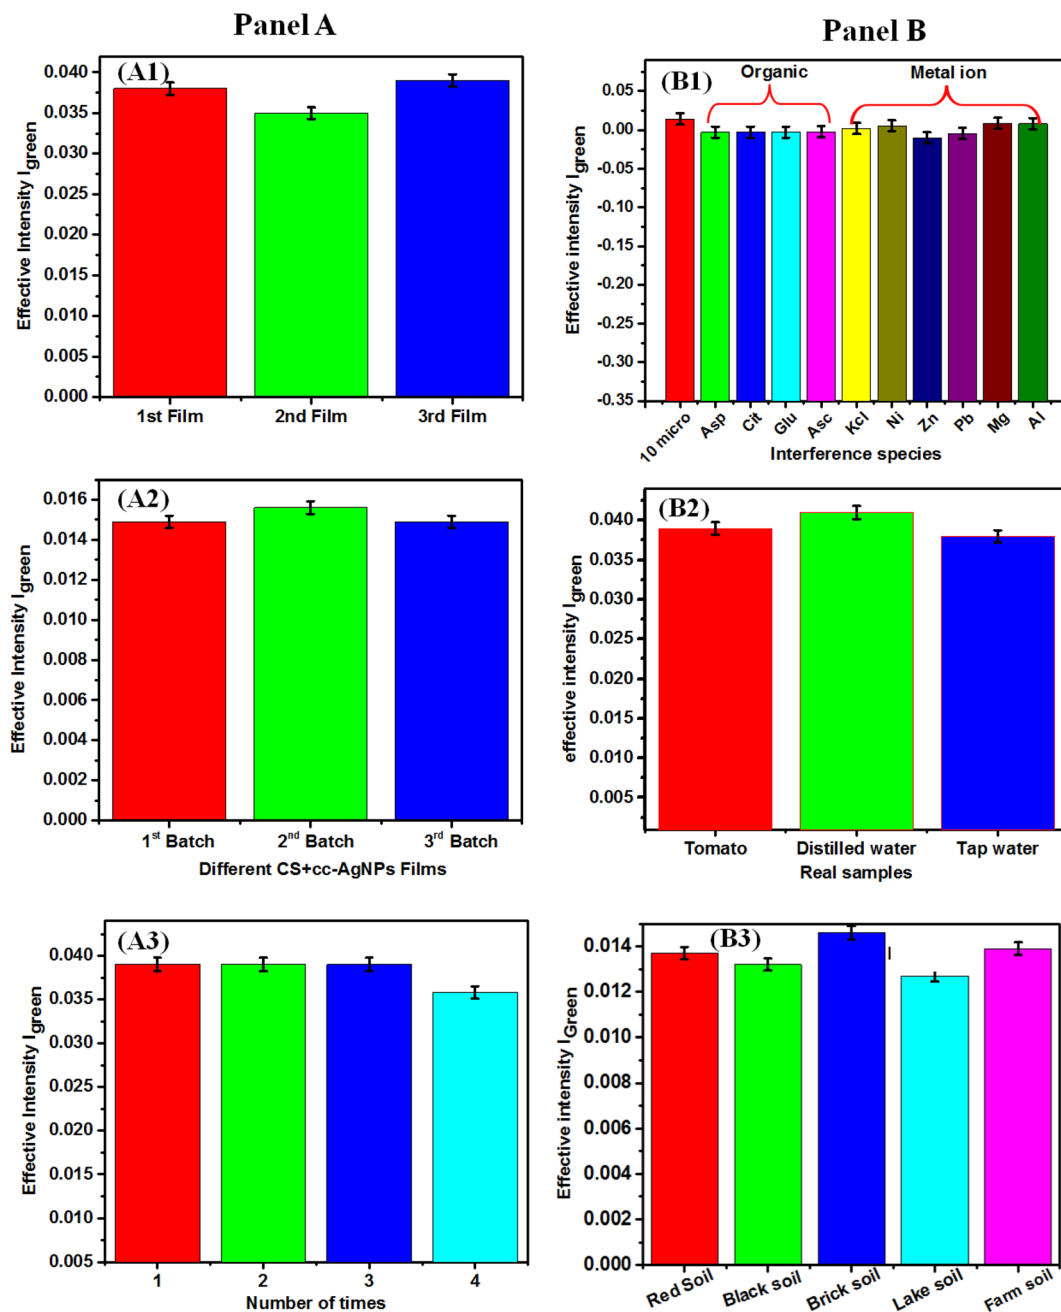 Panel A
Panel B
(A1)
Effective Intensity Igreen
0.040
0.035
0.030
0.025
0.020
0.015
0.010
0.005
0.000
1st Film 2nd Film 3rd Film
(B1)
Organic Metal ion
Effective intensity Igreen
0.05
0.00
-0.05
-0.10
-0.15
-0.20
-0.25
-0.30
-0.35
10 micro Asp Cit Glu Asc Kcl Ni Zn Pb Mg Al
Interference species
(A2)
Effective Intensity Igreen
0.016
0.014
0.012
0.010
0.008
0.006
0.004
0.002
0.000
1st Batch 2nd Batch 3rd Batch
Different CS+cc-AgNPs Films
(B2)
effective intensity Igreen
0.040
0.035
0.030
0.025
0.020
0.015
0.010
0.005
Tomato Distilled water Tap water
Real samples
(A3)
Effective Intensity Igreen
0.040
0.035
0.030
0.025
0.020
0.015
0.010
0.005
1 2 3 4
Number of times
(B3)
Effective intensity IGreen
0.014
0.012
0.010
0.008
0.006
0.004
0.002
0.000
Red Soil Black soil Brick soil Lake soil Farm soil